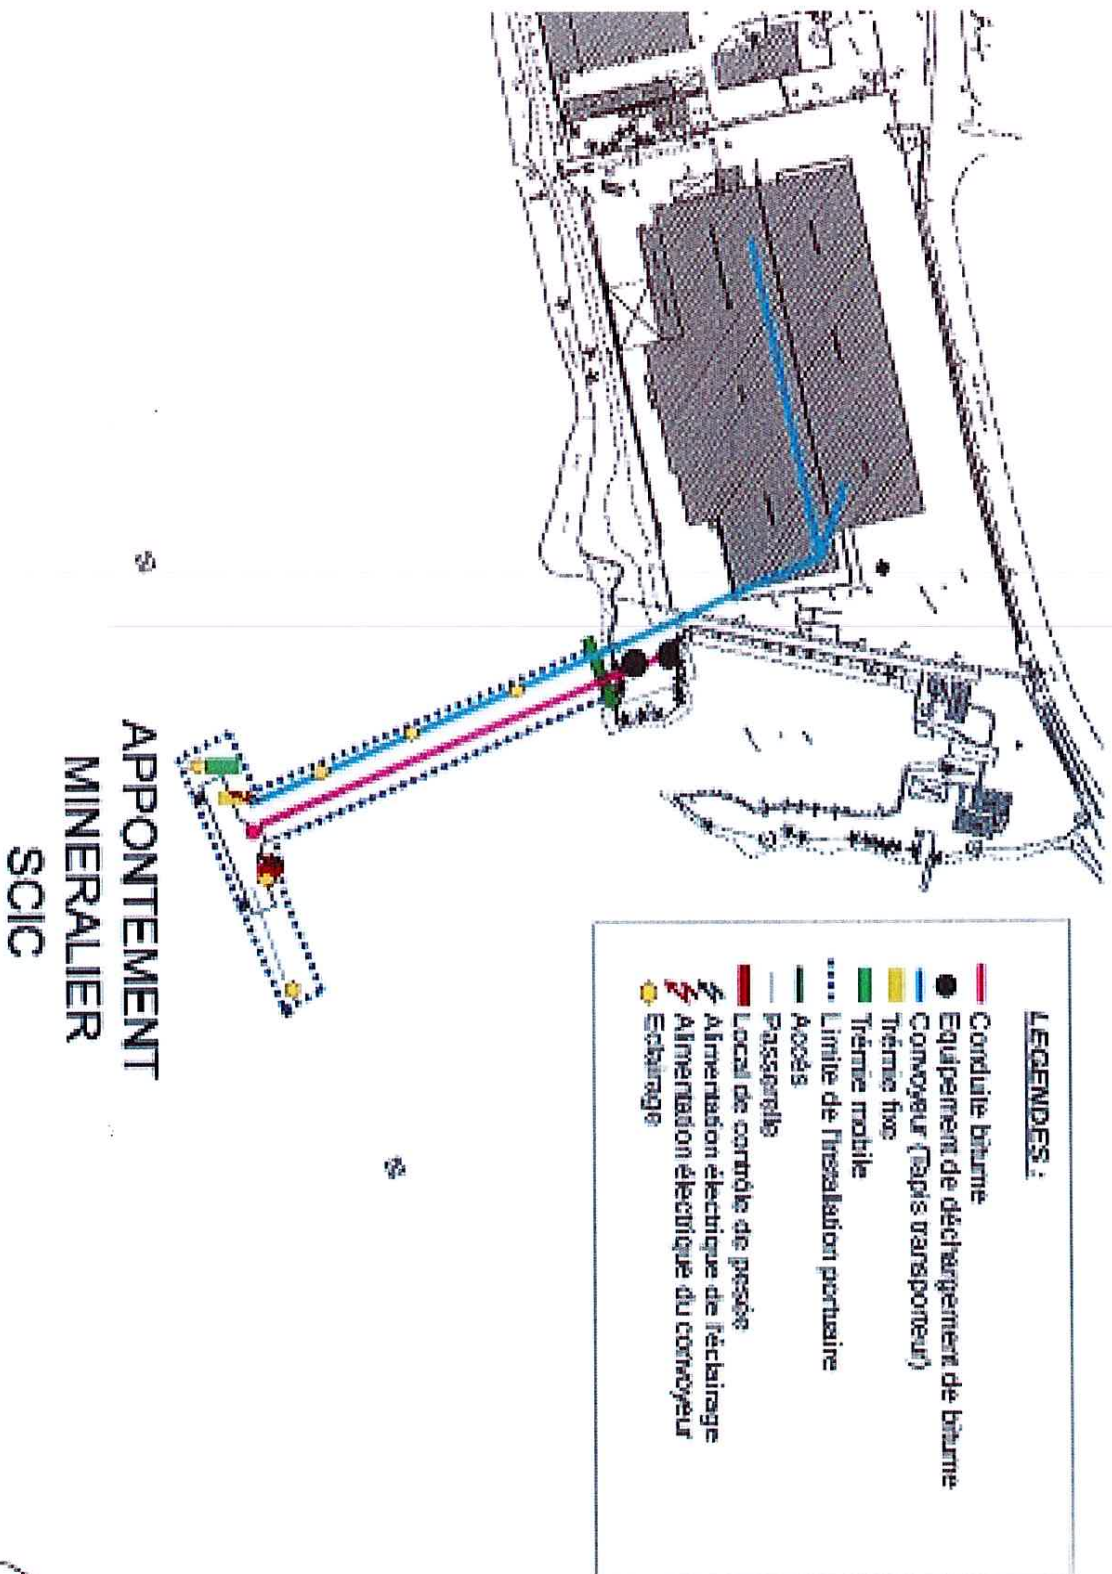 LEGENDES :
Conduite bitume
Equipement de déchargement de bitume
Convoyeur (Tapis transporteur)
Trémie fixe
Trémie mobile
Limite de l'installation portuaire
Accès
Passerelle
Local de contrôle de pesée
Alimentation électrique de l'éclairage
Alimentation électrique du convoyeur
Eclairage
APPONTEMENT
MINERALIER
SCIC